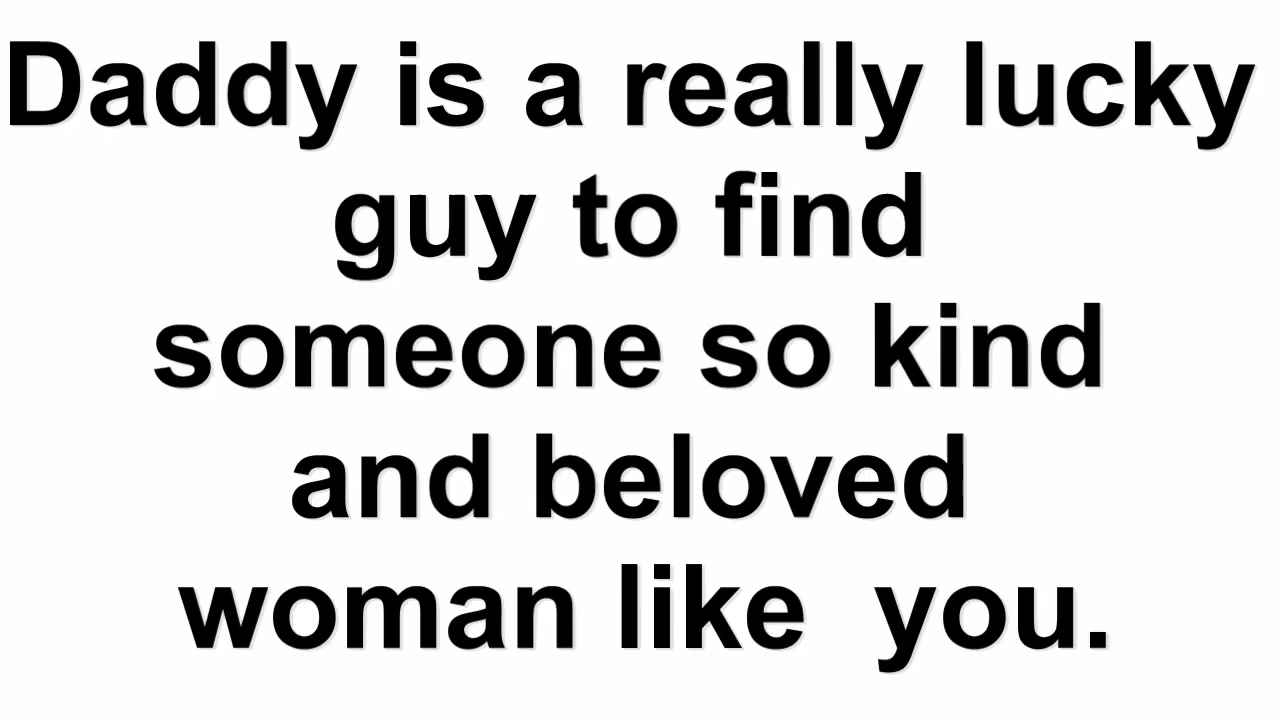 Daddy is a really lucky
guy to find
someone so kind
and beloved
woman like  you.